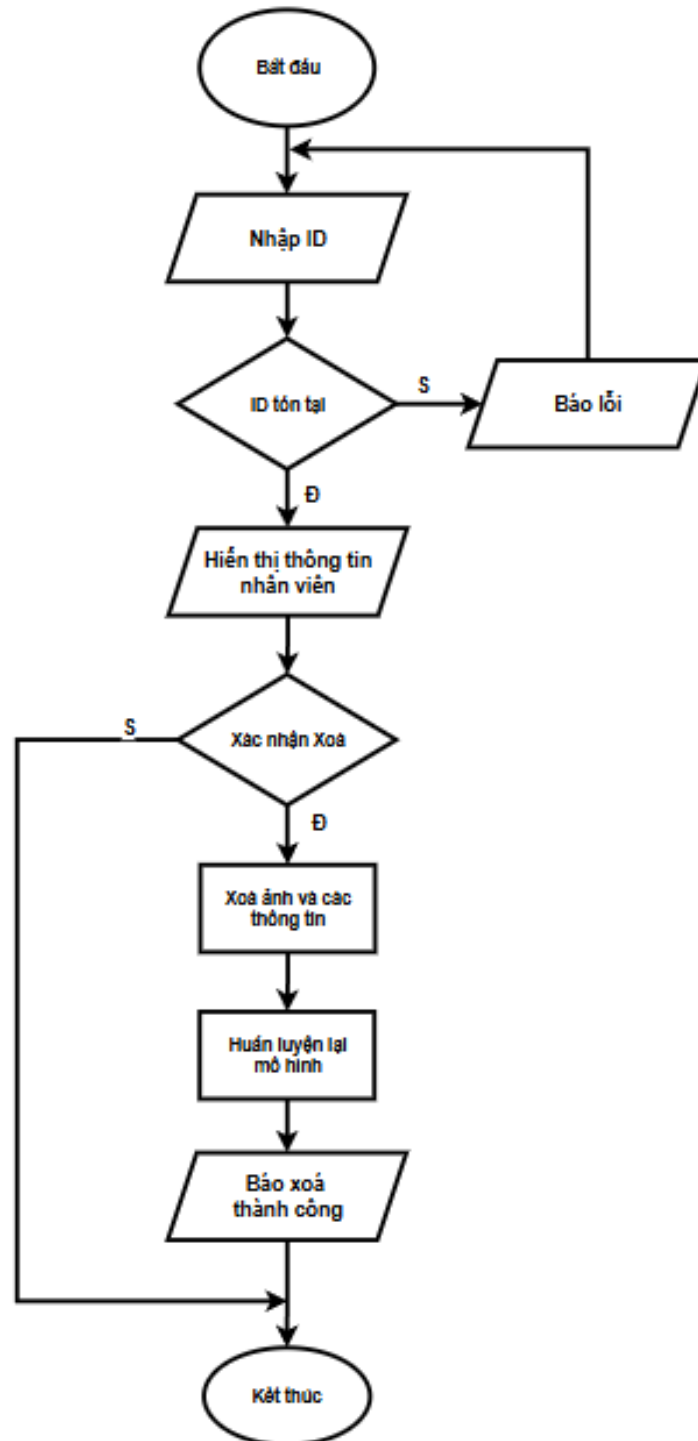 Bắt đầu
Nhập ID
ID tồn tại
S
Báo lỗi
Đ
Hiển thị thông tin
nhân viên
S
Xác nhận Xoá
Đ
Xoá ảnh và các
thông tin
Huấn luyện lại
mô hình
Báo xoá
thành công
Kết thúc